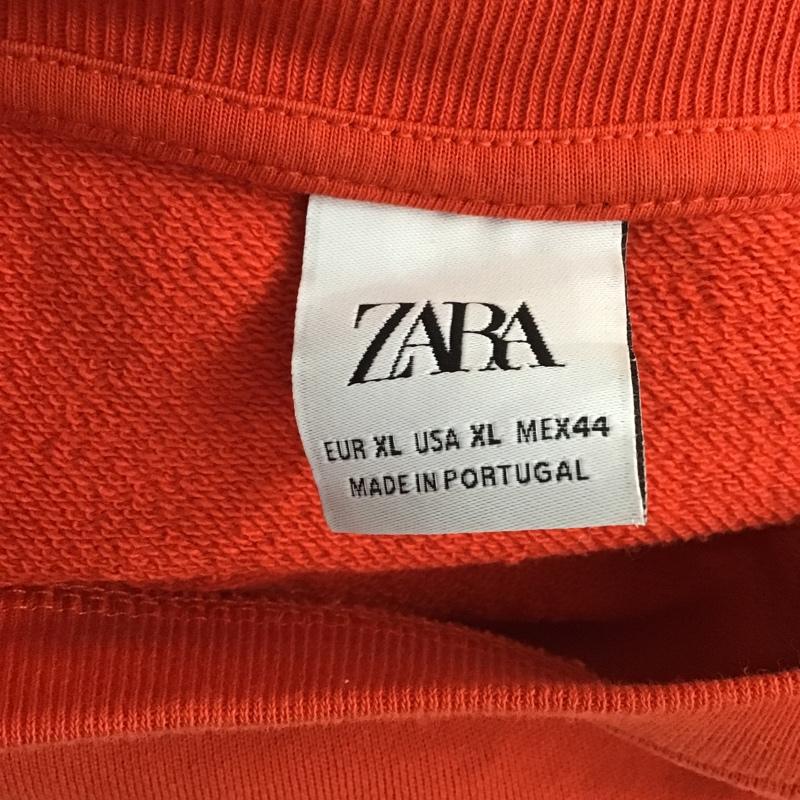 ZARA
EUR XL USA XL MEX44
MADE IN PORTUGAL